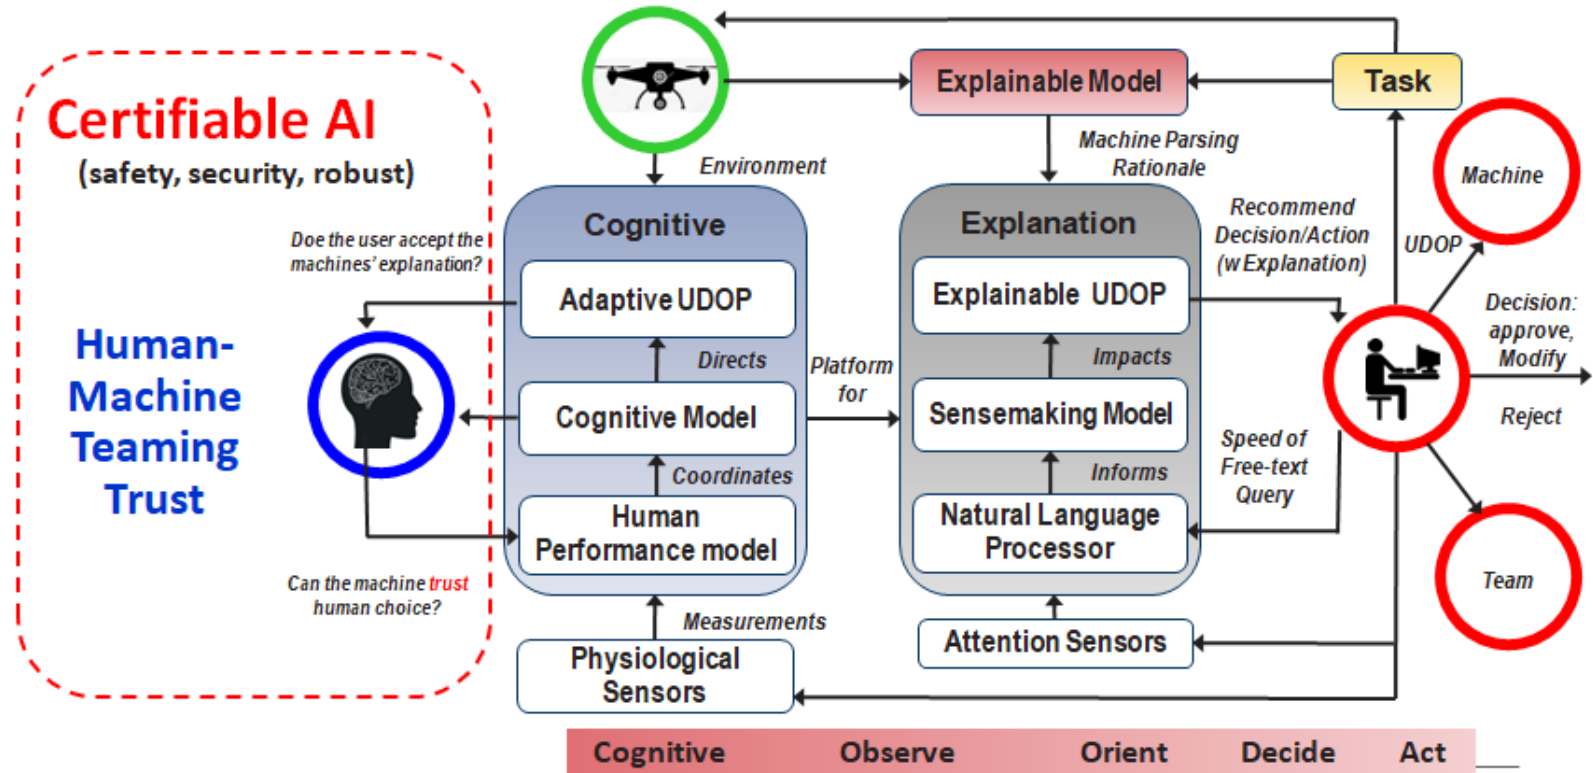 Certifiable AI
(safety, security, robust)
Doe the user accept the
machines' explanation?
Human-
Machine
Teaming
Trust
Can the machine trust
human choice?
Environment
Cognitive
Adaptive UDOP
Directs
Cognitive Model
Coordinates
Human
Performance model
Measurements
Physiological
Sensors
Platform
for
Explainable Model
Machine Parsing
Rationale
Explanation
Explainable UDOP
Impacts
Sensemaking Model
Informs
Natural Language
Processor
Attention Sensors
Task
Recommend
Decision/Action
(w Explanation)
Speed of
Free-text
Query
UDOP
Machine
Decision:
approve,
Modify
Reject
Team
Cognitive Observe Orient Decide Act